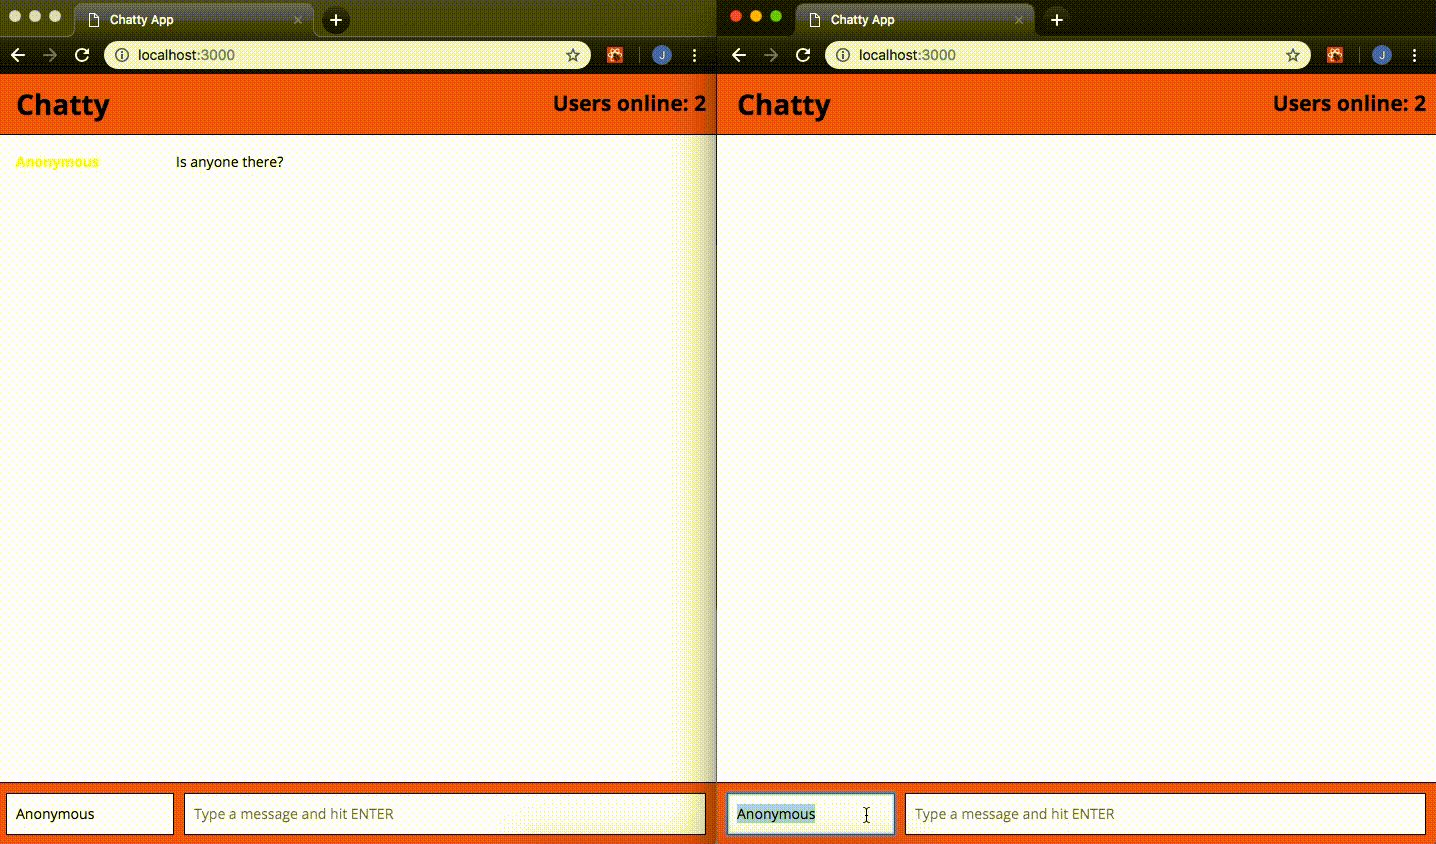 Chatty App
localhost:3000
J
Chatty
Users online: 2
Anonymous
Is anyone there?
Anonymous
Type a message and hit ENTER
Chatty App
localhost:3000
J
Chatty
Users online: 2
Anonymous
Type a message and hit ENTER